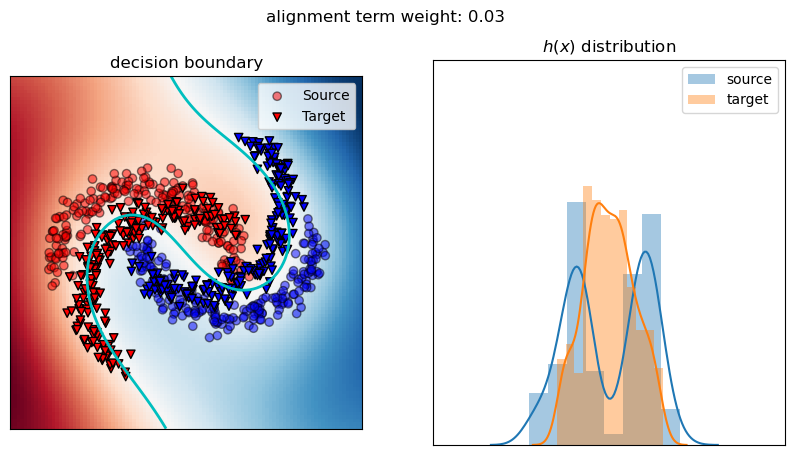 alignment term weight: 0.03
decision boundary
Source
Target
h(x) distribution
source
target